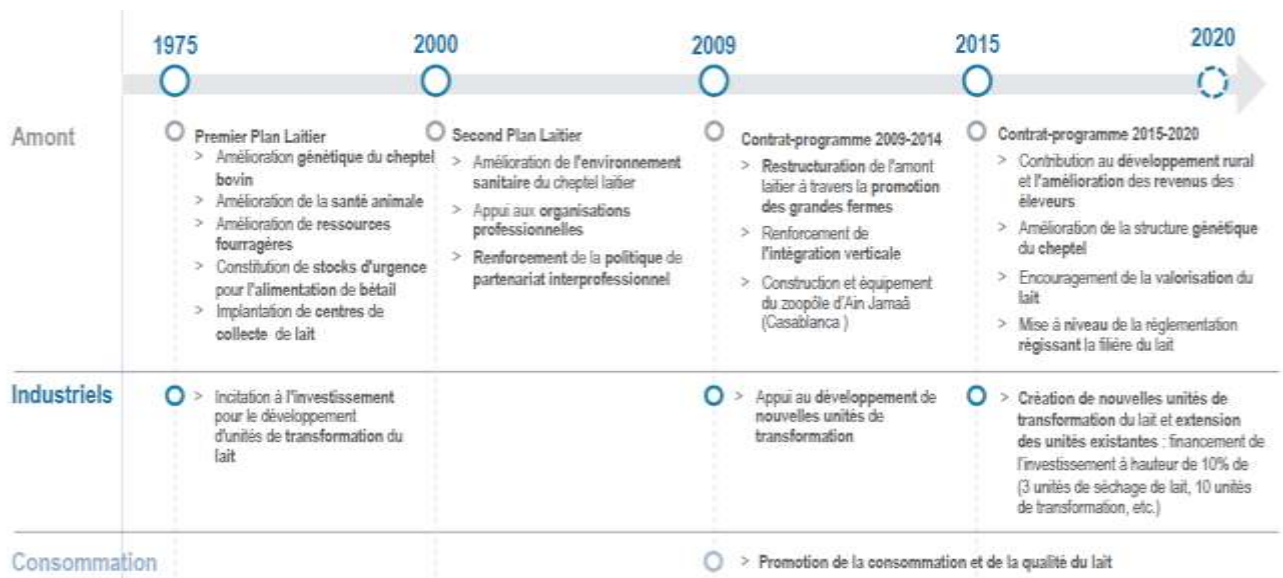 1975
2000
2009
2015
2020
Amont
Premier Plan Laitier
> Amélioration génétique du cheptel
bovin
> Amélioration de la santé animale
> Amélioration de ressources
fourragères
> Constitution de stocks d'urgence
pour l'alimentation de bétail
> Implantation de centres de
collecte de lait
Second Plan Laitier
> Amélioration de l'environnement
sanitaire du cheptel laitier
> Appui aux organisations
professionnelles
> Renforcement de la politique de
partenariat interprofessionnel
Contrat-programme 2009-2014
> Restructuration de l'amont
laitier à travers la promotion
des grandes fermes
> Renforcement de
l'intégration verticale
> Construction et équipement
du zoopôle d'Ain Jamaâ
(Casablanca )
Contrat-programme 2015-2020
> Contribution au développement rural
et l'amélioration des revenus des
éleveurs
> Amélioration de la structure génétique
du cheptel
> Encouragement de la valorisation du
lait
> Mise à niveau de la réglementation
régissant la filière du lait
Industriels
> Incitation à l'investissement
pour le développement
d'unités de transformation du
lait
> Appui au développement de
nouvelles unités de
transformation
> Création de nouvelles unités de
transformation du lait et extension
des unités existantes : financement de
l'investissement à hauteur de 10% de
(3 unités de séchage de lait, 10 unités
de transformation, etc.)
Consommation
> Promotion de la consommation et de la qualité du lait